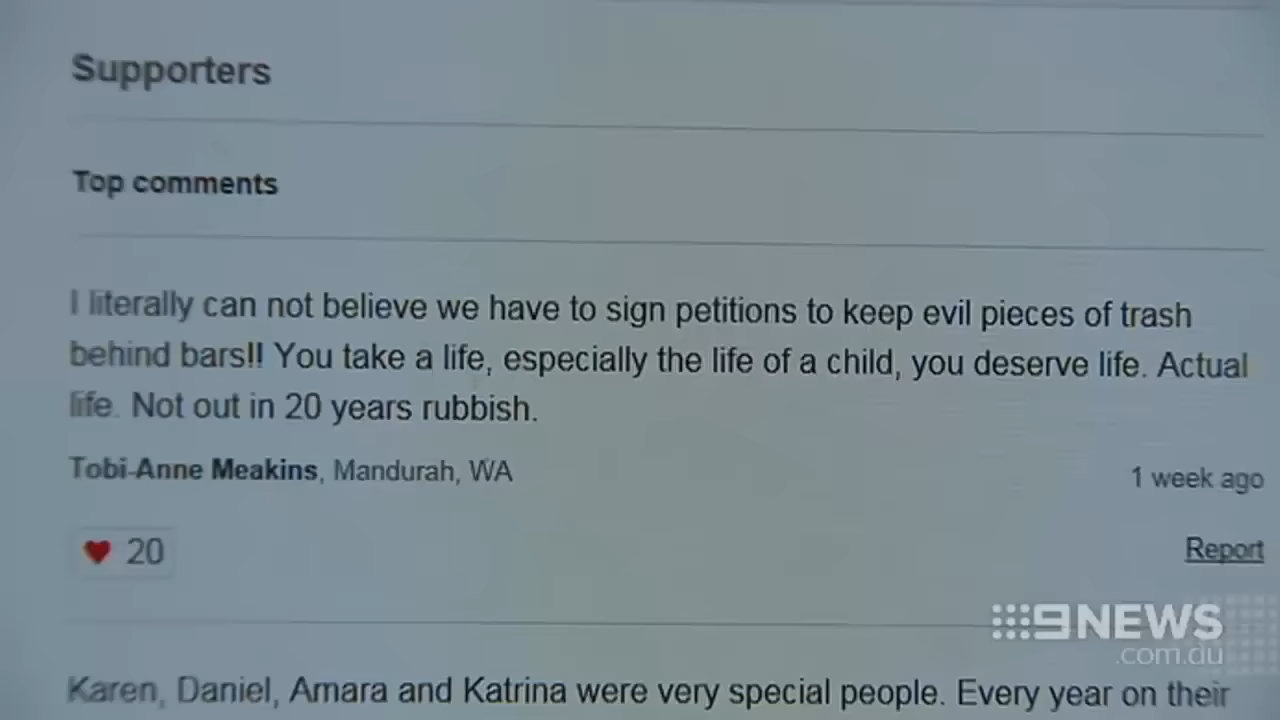 Supporters
Top comments
I literally can not believe we have to sign petitions to keep evil pieces of trash
behind bars!! You take a life, especially the life of a child, you deserve life. Actual
life. Not out in 20 years rubbish.
Tobi-Anne Meakins, Mandurah, WA
1 week ago
20
Report
9NEWS
.com.au
Karen, Daniel, Amara and Katrina were very special people. Every year on their